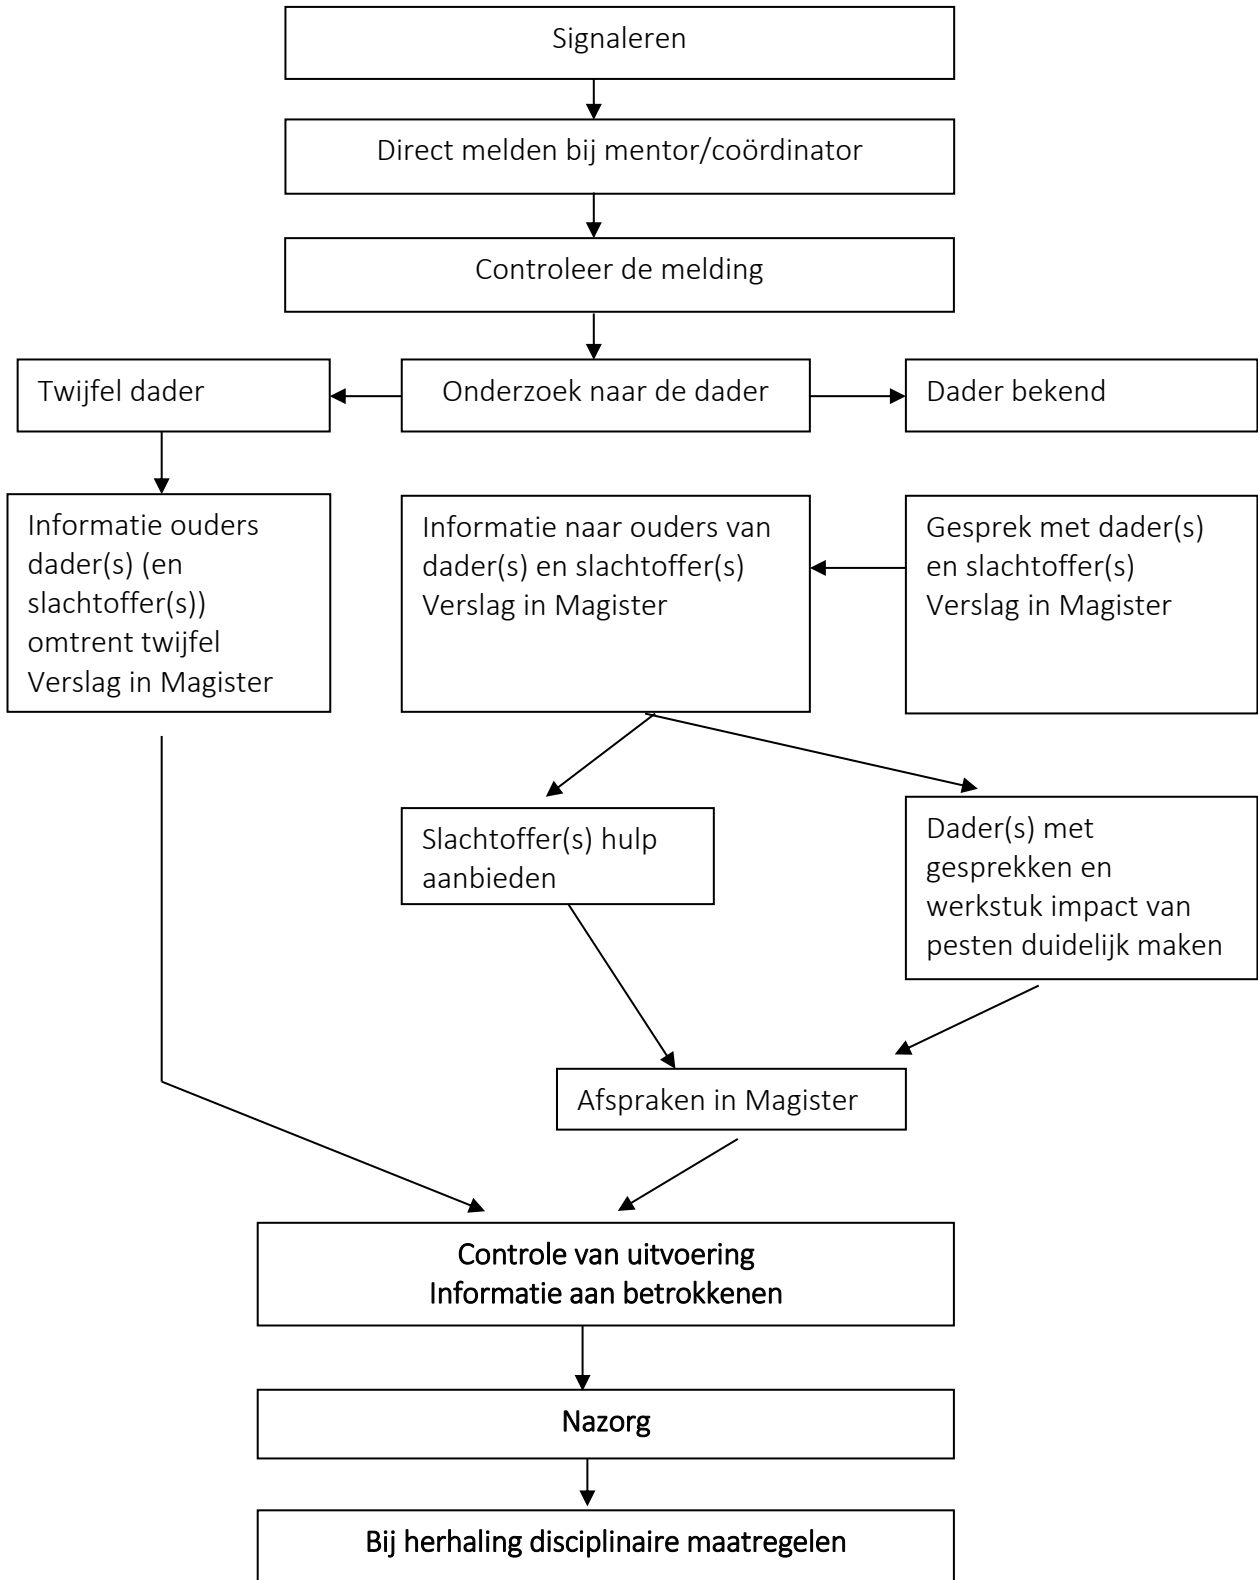 Signaleren
Direct melden bij mentor/coördinator
Controleer de melding
Twijfel dader
Onderzoek naar de dader
Dader bekend
Informatie ouders
dader(s) (en
slachtoffer(s))
omtrent twijfel
Verslag in Magister
Informatie naar ouders van
dader(s) en slachtoffer(s)
Verslag in Magister
Gesprek met dader(s)
en slachtoffer(s)
Verslag in Magister
Slachtoffer(s) hulp
aanbieden
Dader(s) met
gesprekken en
werkstuk impact van
pesten duidelijk maken
Afspraken in Magister
Controle van uitvoering
Informatie aan betrokkenen
Nazorg
Bij herhaling disciplinaire maatregelen